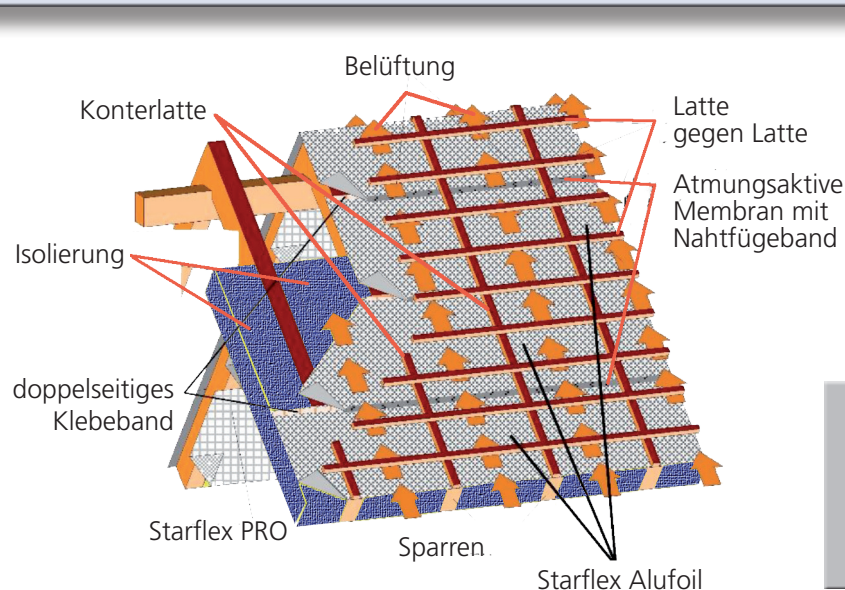 Belüftung
Konterlatte
Latte
gegen Latte
Atmungsaktive
Membran mit
Nahtfügeband
Isolierung
doppelseitiges
Klebeband
Starflex PRO
Sparren
Starflex Alufoil